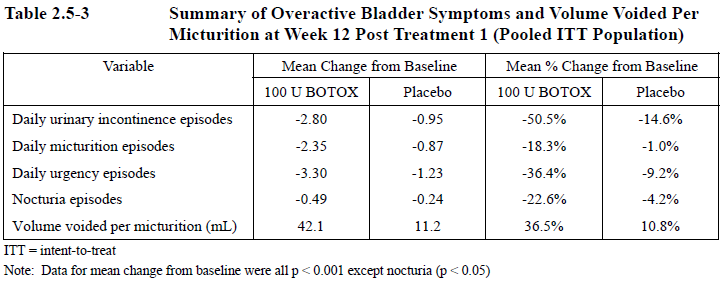 Table 2.5-3 Summary of Overactive Bladder Symptoms and Volume Voided Per
Micturition at Week 12 Post Treatment 1 (Pooled ITT Population)
Variable Mean Change from Baseline Mean % Change from Baseline
100 U BOTOX Placebo 100 U BOTOX Placebo
Daily urinary incontinence episodes -2.80 -0.95 -50.5% -14.6%
Daily micturition episodes -2.35 -0.87 -18.3% -1.0%
Daily urgency episodes -3.30 -1.23 -36.4% -9.2%
Nocturia episodes -0.49 -0.24 -22.6% -4.2%
Volume voided per micturition (mL) 42.1 11.2 36.5% 10.8%
ITT = intent-to-treat
Note: Data for mean change from baseline were all p < 0.001 except nocturia (p < 0.05)